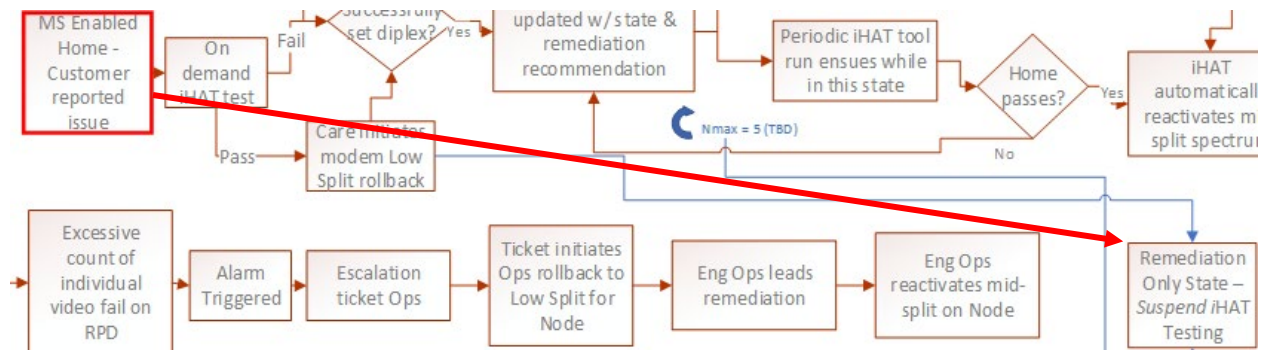 MS Enabled
Home -
Customer
reported
issue
On
demand
iHAT test
Fail
Pass
Successfully
set diplex?
Yes
Care initiates
modem Low
Split rollback
updated w/state &
remediation
recommendation
Periodic iHAT tool
run ensues while
in this state
Nmax = 5 (TBD)
Home
passes?
Yes
No
iHAT
automaticall
reactivates m
split spectrur
Excessive
count of
individual
video fail on
RPD
Alarm
Triggered
Escalation
ticket Ops
Ticket initiates
Ops rollback to
Low Split for
Node
Eng Ops leads
remediation
Eng Ops
reactivates mid-
split on Node
Remediation
Only State –
Suspend iHAT
Testing